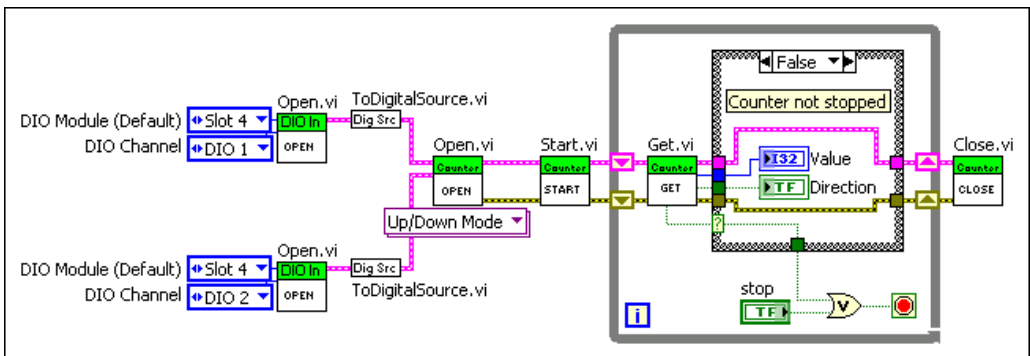 False
Counter not stopped
Open.vi
ToDigitalSource.vi
DIO Module (Default)
Slot 4
DIO In
Dig Src
DIO Channel
DIO 1
OPEN
Open.vi
Start.vi
Get.vi
Value
I32
Close.vi
Counter
Counter
Counter
Counter
OPEN
START
GET
TF
Direction
CLOSE
Up/Down Mode
?
Open.vi
DIO Module (Default)
Slot 4
DIO In
Dig Src
DIO Channel
DIO 2
OPEN
ToDigitalSource.vi
stop
TF
V
i